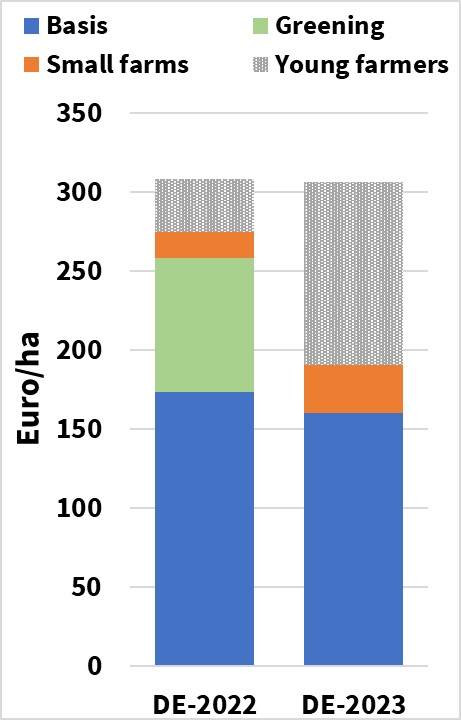 Basis
Greening
Small farms
Young farmers
350
300
250
200
150
100
50
0
Euro/ha
DE-2022
DE-2023